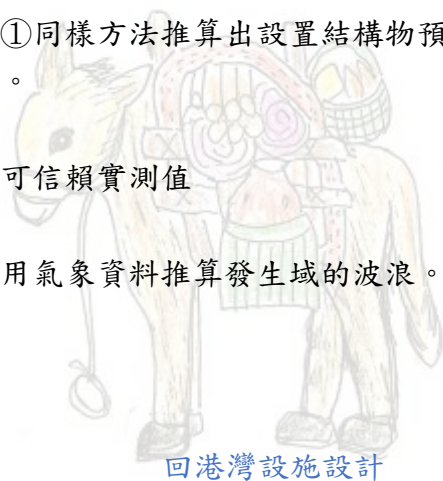 ①同樣方法推算出設置結構物預
。
可信賴實測值
用氣象資料推算發生域的波浪。
回港灣設施設計